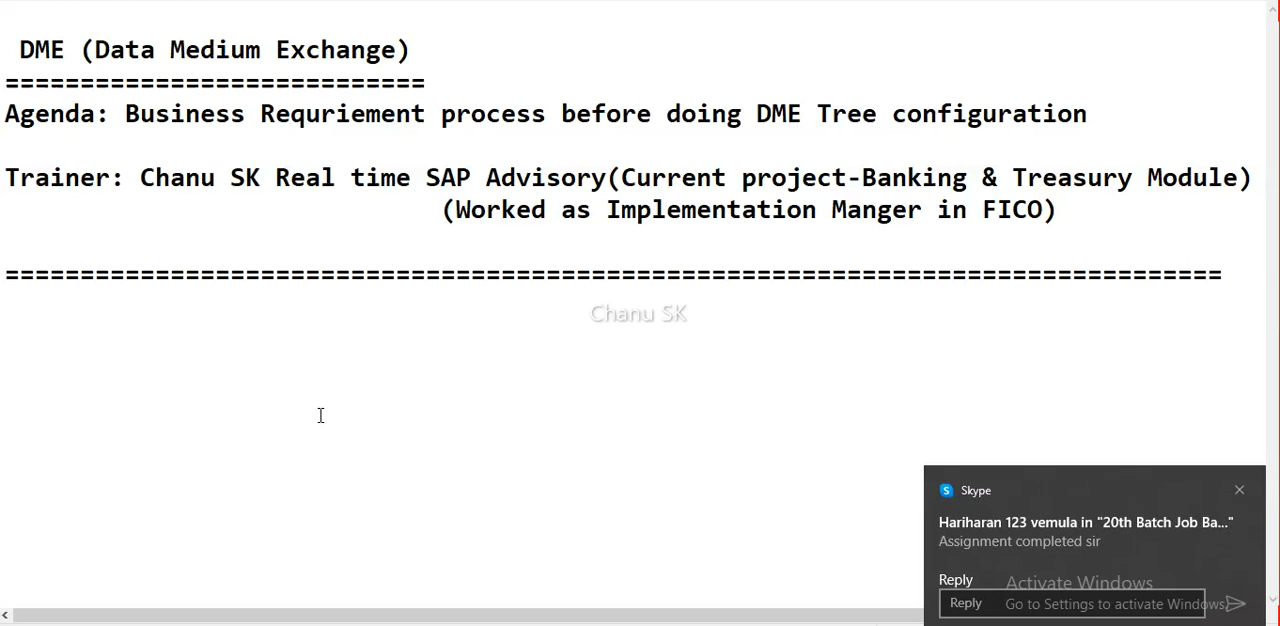 DME (Data Medium Exchange)
============================
Agenda: Business Requriement process before doing DME Tree configuration
Trainer: Chanu SK Real time SAP Advisory(Current project-Banking & Treasury Module)
(Worked as Implementation Manger in FICO)
=================================================================================
Chanu SK
Skype
Hariharan 123 vemula in "20th Batch Job Ba..."
Assignment completed sir
Reply
Activate Windows
Reply
Go to Settings to activate Windows.